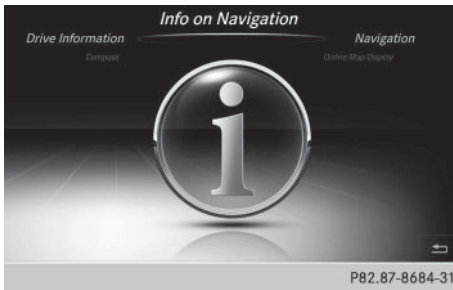 Info on Navigation
Drive Information
Navigation
Compass
Online Map Display
P82.87-8684-31